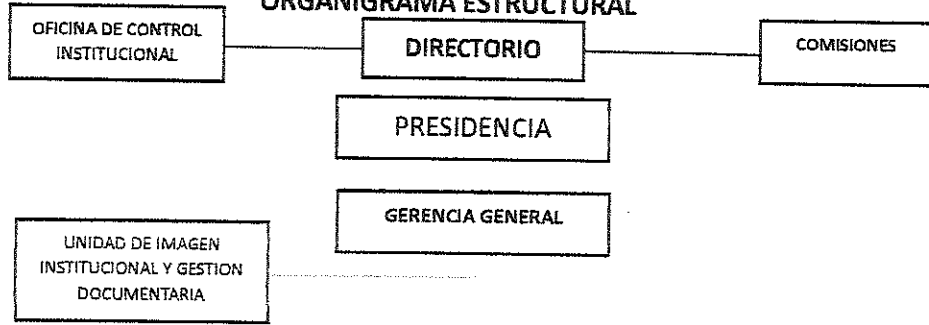 ORGANIGRAMA ESTRUCTURAL
OFICINA DE CONTROL
INSTITUCIONAL
DIRECTORIO
COMISIONES
PRESIDENCIA
GERENCIA GENERAL
UNIDAD DE IMAGEN
INSTITUCIONAL Y GESTION
DOCUMENTARIA